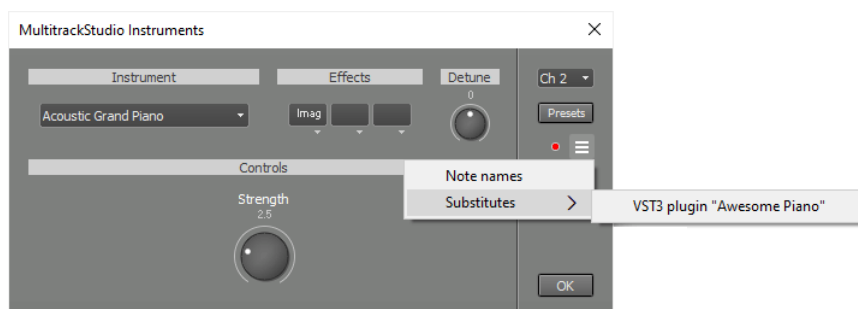 MultitrackStudio Instruments
Instrument
Effects
Detune
Ch 2
0
Acoustic Grand Piano
Imag
Presets
Controls
Note names
Strength
2.5
Substitutes
VST3 plugin "Awesome Piano"
OK